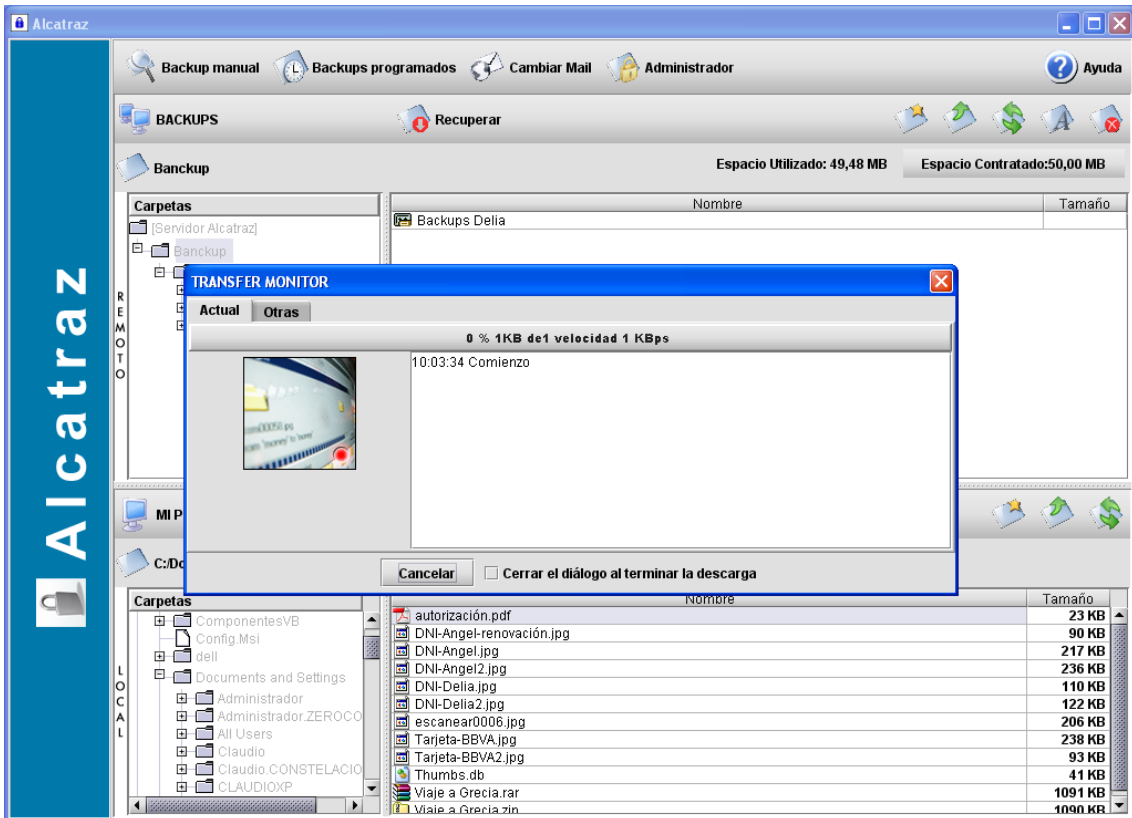 Alcatraz
Backup manual
Backups programados
Cambiar Mail
Administrador
Ayuda
BACKUPS
Recuperar
Banckup
Espacio Utilizado: 49,48 MB
Espacio Contratado:50,00 MB
Alcatraz
REMOTO
Carpetas
[Servidor Alcatraz]
Banckup
Nombre Tamaño
Backups Delia
TRANSFER MONITOR
Actual Otras
0 % 1KB de1 velocidad 1 KBps
10:03:34 Comienzo
Cancelar
Cerrar el diálogo al terminar la descarga
MI P
C:/Do
LOCAL
Carpetas
ComponentesVB
Config.Msi
dell
Documents and Settings
Administrador
Administrador.ZEROCO
All Users
Claudio
Claudio.CONSTELACIO
CLAUDIOXP
Nombre Tamaño
autorización.pdf 23 KB
DNI-Angel-renovación.jpg 90 KB
DNI-Angel.jpg 217 KB
DNI-Angel2.jpg 236 KB
DNI-Delia.jpg 110 KB
DNI-Delia2.jpg 122 KB
escanear0006.jpg 206 KB
Tarjeta-BBVA.jpg 238 KB
Tarjeta-BBVA2.jpg 93 KB
Thumbs.db 41 KB
Viaje a Grecia.rar 1091 KB
Viaje a Grecia.zip 1090 KB